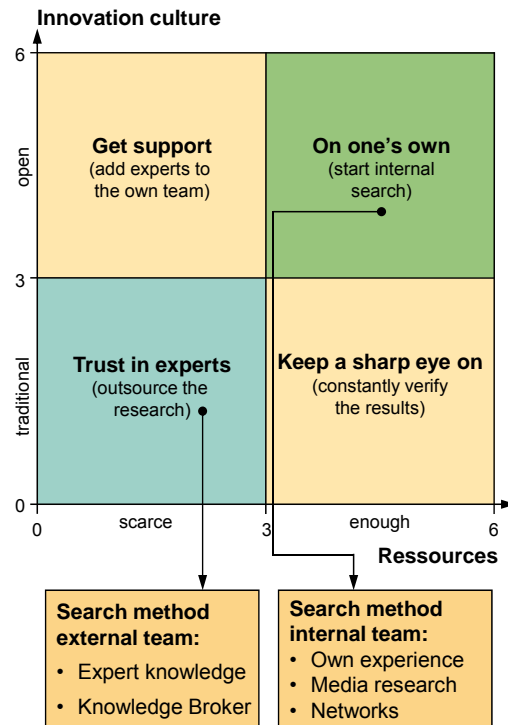 Innovation culture
6
open
Get support
(add experts to
the own team)
On one's own
(start internal
search)
3
traditional
Trust in experts
(outsource the
research)
Keep a sharp eye on
(constantly verify
the results)
0
0
scarce
3
enough
6
Ressources
Search method
external team:
• Expert knowledge
• Knowledge Broker
Search method
internal team:
• Own experience
• Media research
• Networks